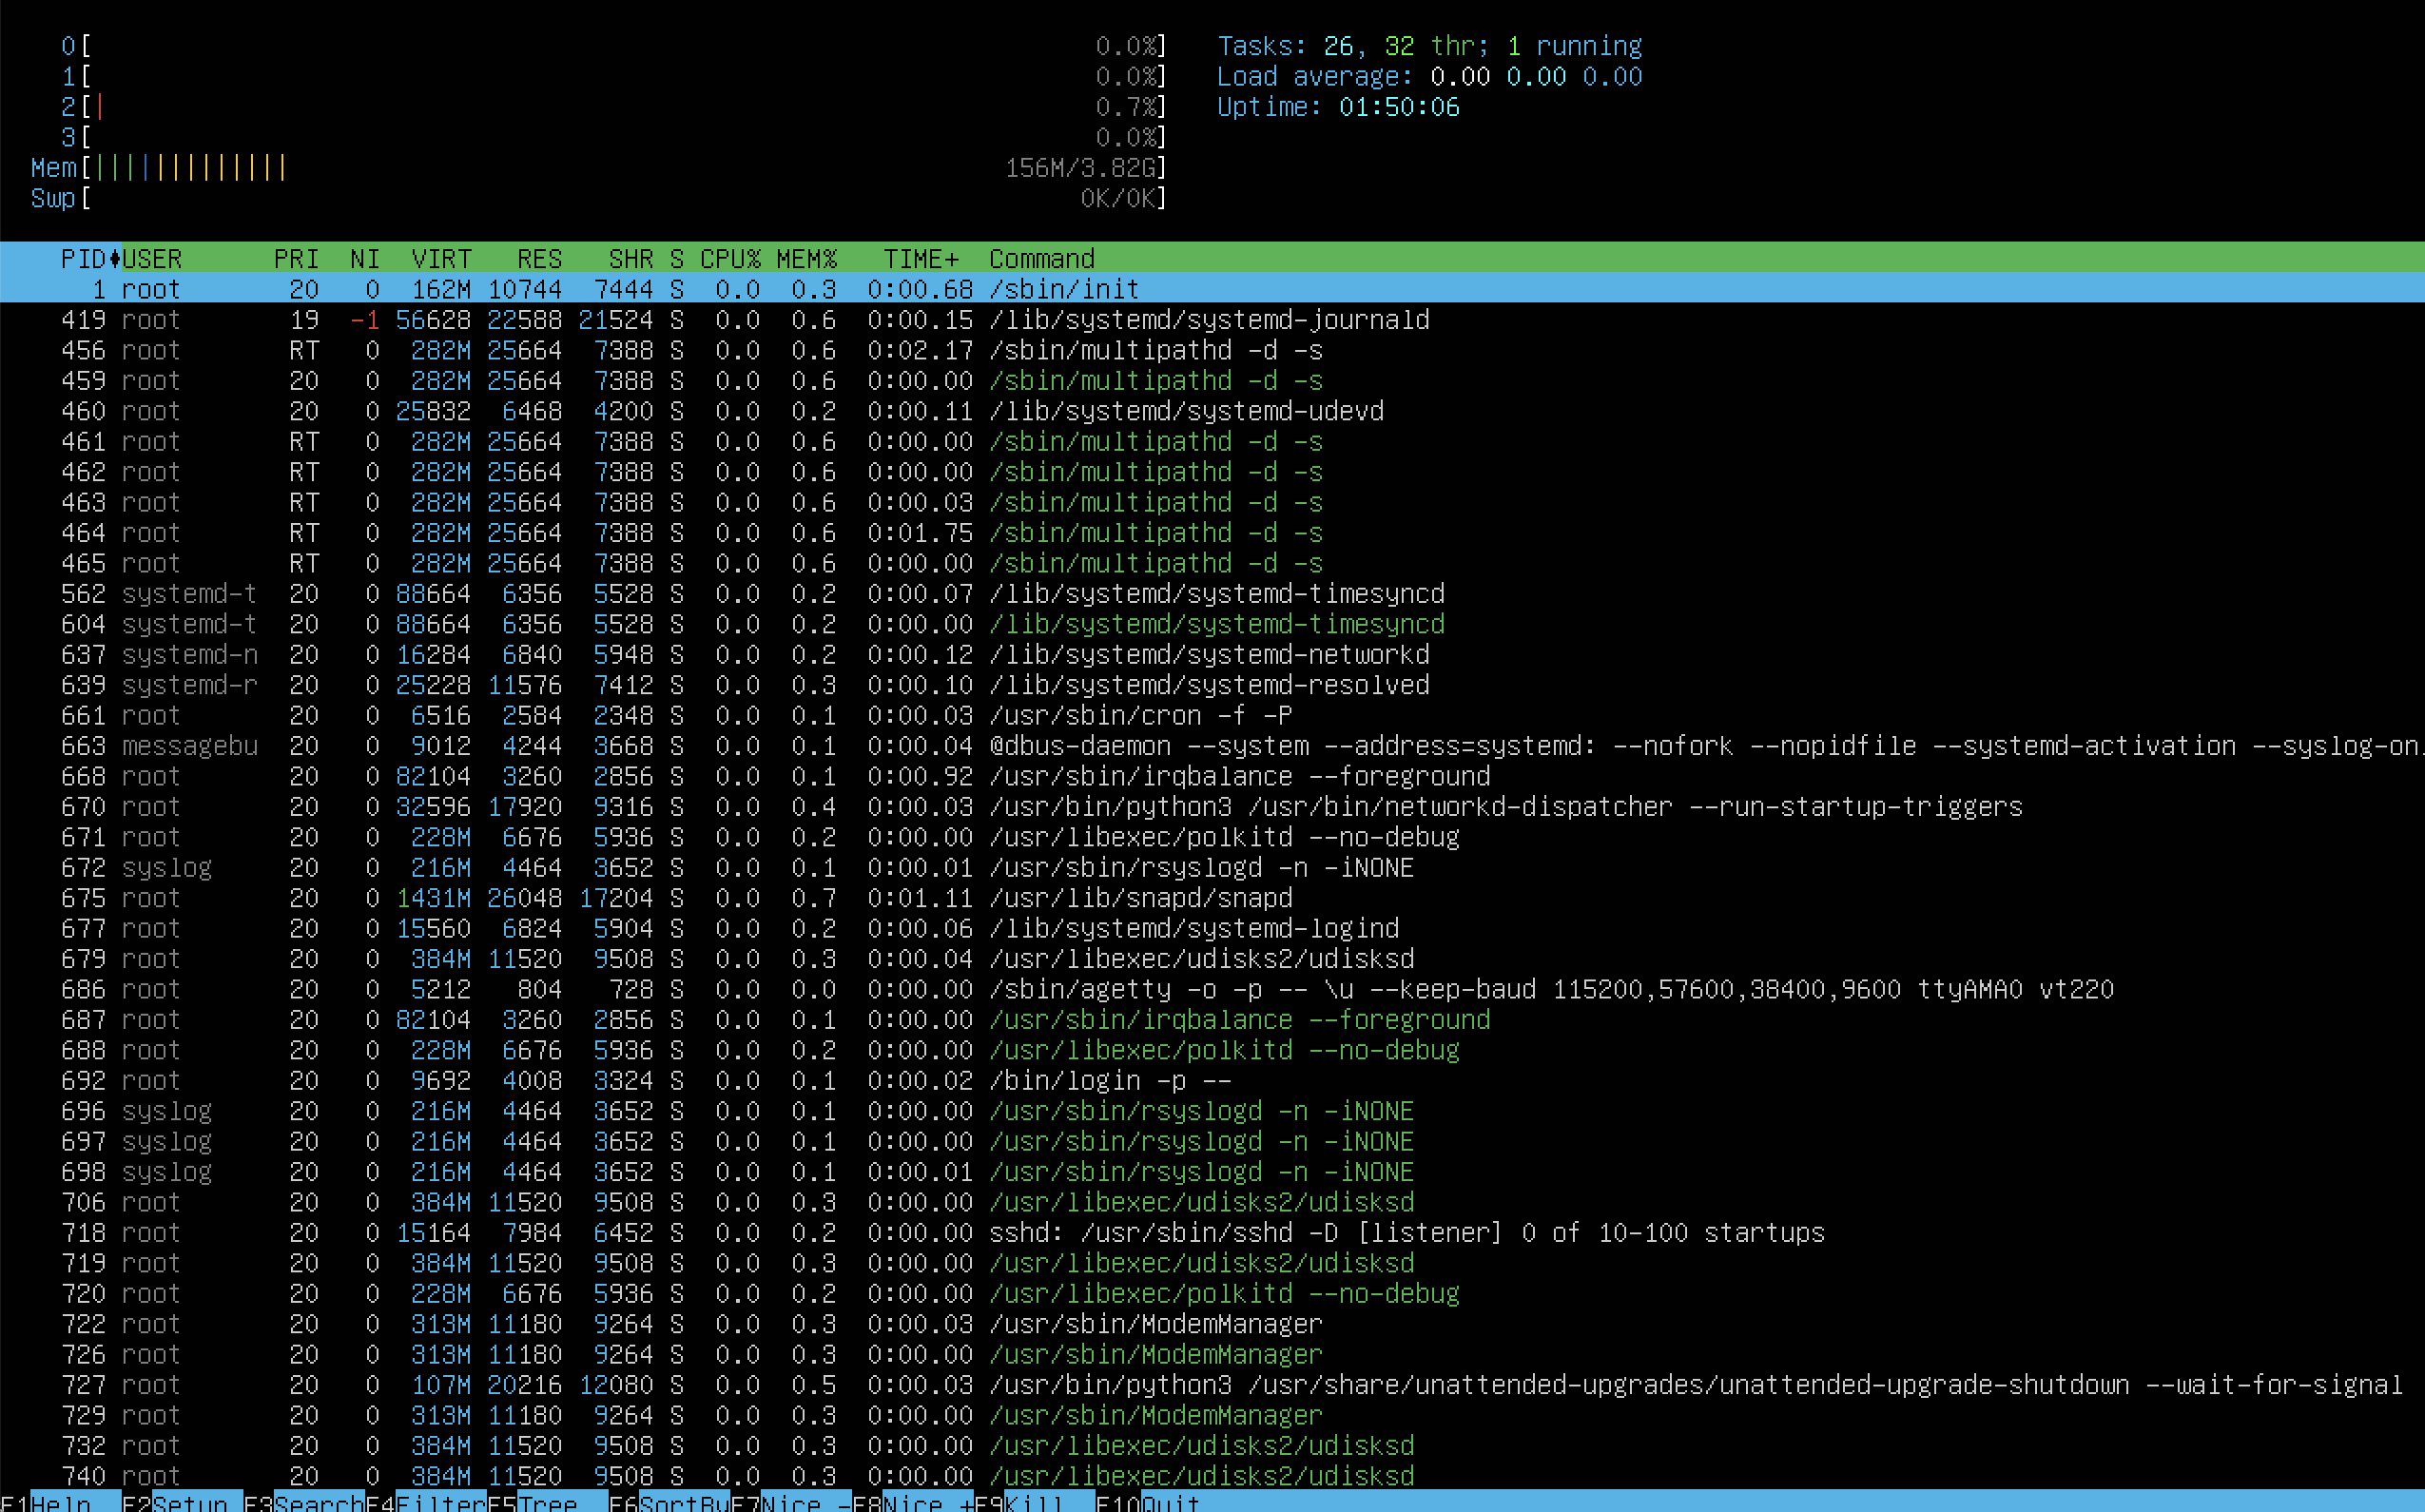 0[ 0.0%] Tasks: 26, 32 thr; 1 running
1[ 0.0%] Load average: 0.00 0.00 0.00
2[| 0.7%] Uptime: 01:50:06
3[ 0.0%]
Mem[||||||||||||| 156M/3.82G]
Swp[ 0K/0K]
PID USER PRI NI VIRT RES SHR S CPU% MEM% TIME+ Command
1 root 20 0 162M 10744 7444 S 0.0 0.3 0:00.68 /sbin/init
419 root 19 -1 56628 22588 21524 S 0.0 0.6 0:00.15 /lib/systemd/systemd-journald
456 root RT 0 282M 25664 7388 S 0.0 0.6 0:02.17 /sbin/multipathd -d -s
459 root 20 0 282M 25664 7388 S 0.0 0.6 0:00.00 /sbin/multipathd -d -s
460 root 20 0 25832 6468 4200 S 0.0 0.2 0:00.11 /lib/systemd/systemd-udevd
461 root RT 0 282M 25664 7388 S 0.0 0.6 0:00.00 /sbin/multipathd -d -s
462 root RT 0 282M 25664 7388 S 0.0 0.6 0:00.00 /sbin/multipathd -d -s
463 root RT 0 282M 25664 7388 S 0.0 0.6 0:00.03 /sbin/multipathd -d -s
464 root RT 0 282M 25664 7388 S 0.0 0.6 0:01.75 /sbin/multipathd -d -s
465 root RT 0 282M 25664 7388 S 0.0 0.6 0:00.00 /sbin/multipathd -d -s
562 systemd-t 20 0 88664 6356 5528 S 0.0 0.2 0:00.07 /lib/systemd/systemd-timesyncd
604 systemd-t 20 0 88664 6356 5528 S 0.0 0.2 0:00.00 /lib/systemd/systemd-timesyncd
637 systemd-n 20 0 16284 6840 5948 S 0.0 0.2 0:00.12 /lib/systemd/systemd-networkd
639 systemd-r 20 0 25228 11576 7412 S 0.0 0.3 0:00.10 /lib/systemd/systemd-resolved
661 root 20 0 6516 2584 2348 S 0.0 0.1 0:00.03 /usr/sbin/cron -f -P
663 messagebu 20 0 9012 4244 3668 S 0.0 0.1 0:00.04 @dbus-daemon --system --address=systemd: --nofork --nopidfile --systemd-activation --syslog-on
668 root 20 0 82104 3260 2856 S 0.0 0.1 0:00.92 /usr/sbin/irqbalance --foreground
670 root 20 0 32596 17920 9316 S 0.0 0.4 0:00.03 /usr/bin/python3 /usr/bin/networkd-dispatcher --run-startup-triggers
671 root 20 0 228M 6676 5936 S 0.0 0.2 0:00.00 /usr/libexec/polkitd --no-debug
672 syslog 20 0 216M 4464 3652 S 0.0 0.1 0:00.01 /usr/sbin/rsyslogd -n -iNONE
675 root 20 0 1431M 26048 17204 S 0.0 0.7 0:01.11 /usr/lib/snapd/snapd
677 root 20 0 15560 6824 5904 S 0.0 0.2 0:00.06 /lib/systemd/systemd-logind
679 root 20 0 384M 11520 9508 S 0.0 0.3 0:00.04 /usr/libexec/udisks2/udisksd
686 root 20 0 5212 804 728 S 0.0 0.0 0:00.00 /sbin/agetty -o -p -- \u --keep-baud 115200,57600,38400,9600 ttyAMA0 vt220
687 root 20 0 82104 3260 2856 S 0.0 0.1 0:00.00 /usr/sbin/irqbalance --foreground
688 root 20 0 228M 6676 5936 S 0.0 0.2 0:00.00 /usr/libexec/polkitd --no-debug
692 root 20 0 9692 4008 3324 S 0.0 0.1 0:00.02 /bin/login -p --
696 syslog 20 0 216M 4464 3652 S 0.0 0.1 0:00.00 /usr/sbin/rsyslogd -n -iNONE
697 syslog 20 0 216M 4464 3652 S 0.0 0.1 0:00.00 /usr/sbin/rsyslogd -n -iNONE
698 syslog 20 0 216M 4464 3652 S 0.0 0.1 0:00.01 /usr/sbin/rsyslogd -n -iNONE
706 root 20 0 384M 11520 9508 S 0.0 0.3 0:00.00 /usr/libexec/udisks2/udisksd
718 root 20 0 15164 7984 6452 S 0.0 0.2 0:00.00 sshd: /usr/sbin/sshd -D [listener] 0 of 10-100 startups
719 root 20 0 384M 11520 9508 S 0.0 0.3 0:00.00 /usr/libexec/udisks2/udisksd
720 root 20 0 228M 6676 5936 S 0.0 0.2 0:00.00 /usr/libexec/polkitd --no-debug
722 root 20 0 313M 11180 9264 S 0.0 0.3 0:00.03 /usr/sbin/ModemManager
726 root 20 0 313M 11180 9264 S 0.0 0.3 0:00.00 /usr/sbin/ModemManager
727 root 20 0 107M 20216 12080 S 0.0 0.5 0:00.03 /usr/bin/python3 /usr/share/unattended-upgrades/unattended-upgrade-shutdown --wait-for-signal
729 root 20 0 313M 11180 9264 S 0.0 0.3 0:00.00 /usr/sbin/ModemManager
732 root 20 0 384M 11520 9508 S 0.0 0.3 0:00.00 /usr/libexec/udisks2/udisksd
740 root 20 0 384M 11520 9508 S 0.0 0.3 0:00.00 /usr/libexec/udisks2/udisksd
F1Help F2Setup F3SearchF4FilterF5Tree F6SortByF7Nice -F8Nice +F9Kill F10Quit